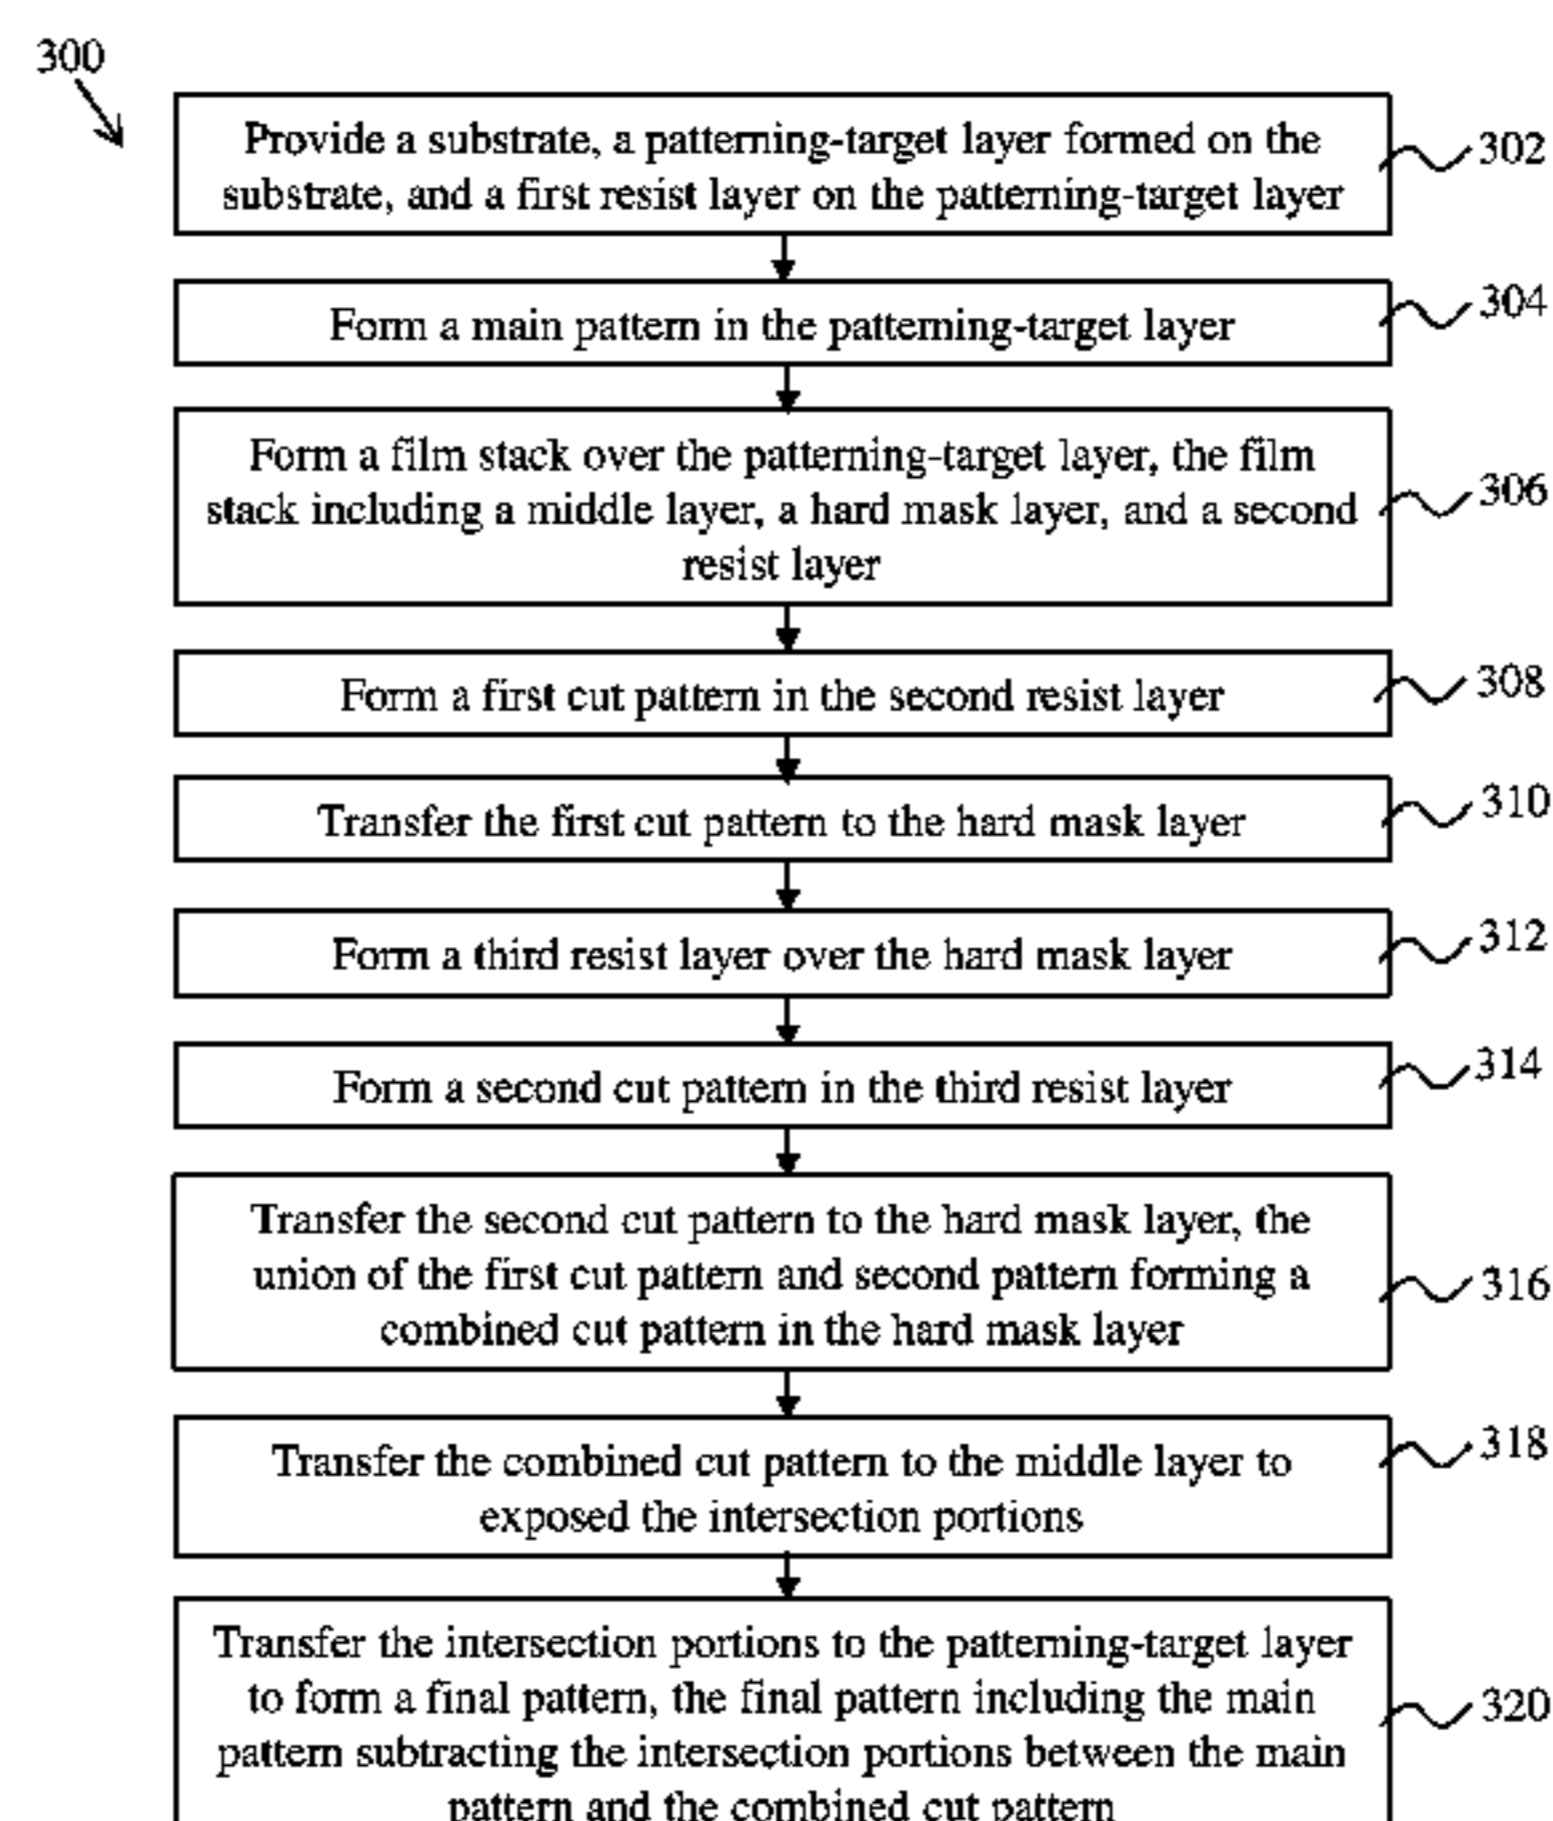 300
Provide a substrate, a patterning-target layer formed on the
substrate, and a first resist layer on the patterning-target layer
302
Form a main pattern in the patterning-target layer
304
Form a film stack over the patterning-target layer, the film
stack including a middle layer, a hard mask layer, and a second
resist layer
306
Form a first cut pattern in the second resist layer
308
Transfer the first cut pattern to the hard mask layer
310
Form a third resist layer over the hard mask layer
312
Form a second cut pattern in the third resist layer
314
Transfer the second cut pattern to the hard mask layer, the
union of the first cut pattern and second pattern forming a
combined cut pattern in the hard mask layer
316
Transfer the combined cut pattern to the middle layer to
exposed the intersection portions
318
Transfer the intersection portions to the patterning-target layer
to form a final pattern, the final pattern including the main
pattern subtracting the intersection portions between the main
pattern and the combined cut pattern
320